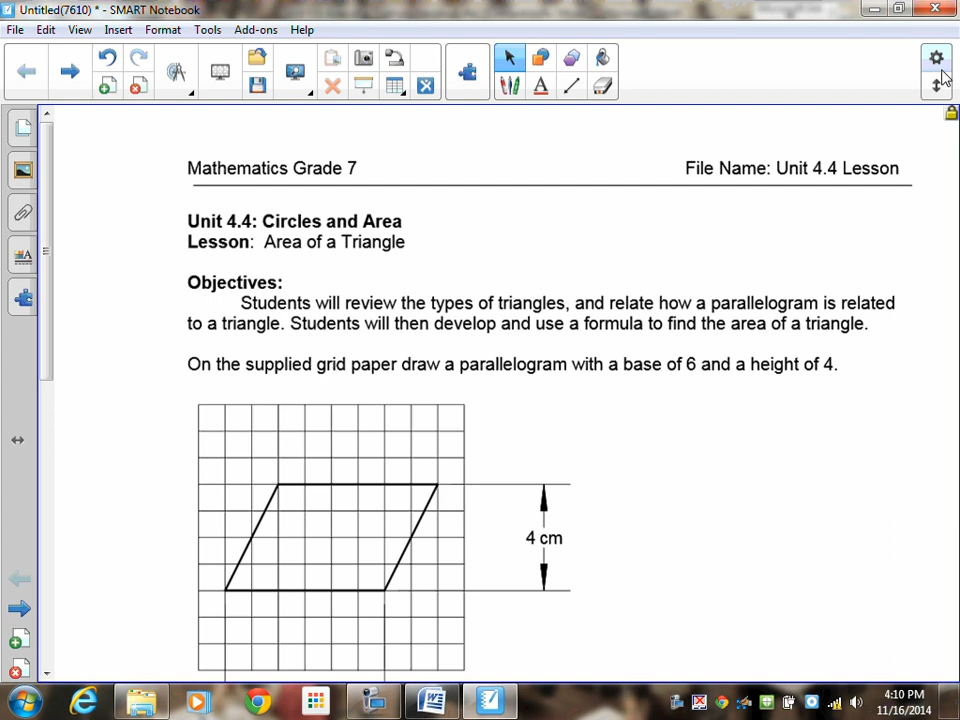 Untitled(7610) * - SMART Notebook
File Edit View Insert Format Tools Add-ons Help
Mathematics Grade 7 File Name: Unit 4.4 Lesson
Unit 4.4: Circles and Area
Lesson: Area of a Triangle
Objectives:
Students will review the types of triangles, and relate how a parallelogram is related
to a triangle. Students will then develop and use a formula to find the area of a triangle.
On the supplied grid paper draw a parallelogram with a base of 6 and a height of 4.
4 cm
4:10 PM
11/16/2014